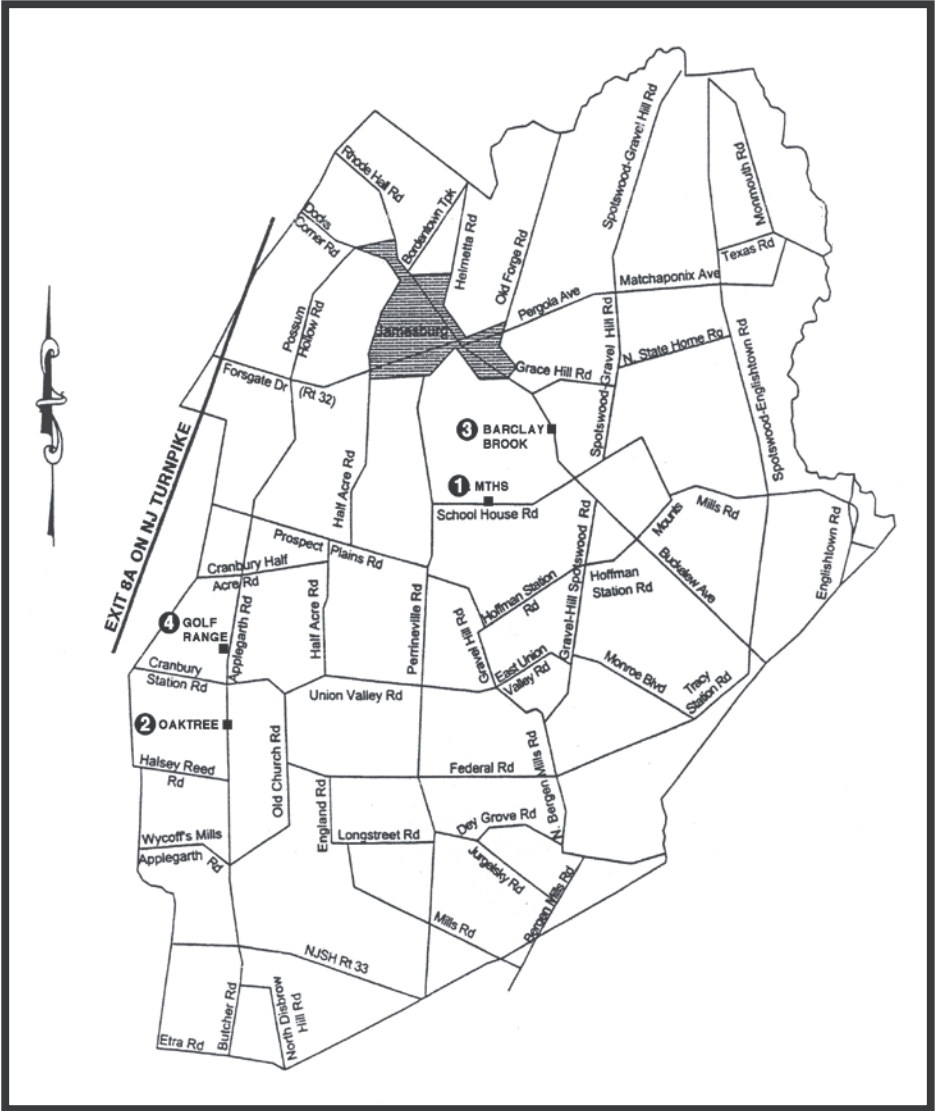 Spotswood-Gravel Hill Rd
Rhode Hall Rd
Monmouth Rd
Bordentown Tpk
Docks
Corner Rd
Helmetta Rd
Old Forge Rd
Texas Rd
Matchaponix Ave
Pergola Ave
Possum
Hollow Rd
Jamesburg
Spotswood-Gravel Hill Rd
N. State Home Rd
Spotswood-Englishtown Rd
Grace Hill Rd
Forsgate Dr (Rt 32)
3 BARCLAY
BROOK
EXIT 8A ON NJ TURNPIKE
1 MTHS
School House Rd
Half Acre Rd
Mounts
Mills Rd
Englishtown Rd
Prospect Plains Rd
Cranbury Half
Acre Rd
Buckelew Ave
Hoffman Station
Rd
Hoffman
Station Rd
Gravel-Hill Spotswood Rd
4 GOLF
RANGE
Applegarth Rd
Half Acre Rd
Perrineville Rd
Gravel Hill Rd
East Union
Valley Rd
Monroe Blvd
Tracy
Station Rd
Cranbury
Station Rd
Union Valley Rd
2 OAKTREE
Old Church Rd
Halsey Reed
Rd
Federal Rd
N. Bergen Mills Rd
England Rd
Dey Grove Rd
Longstreet Rd
Wycoff's Mills
Applegarth Rd
Jurgelsky Rd
Bergen Mills Rd
Mills Rd
NJSH Rt 33
Butcher Rd
North Disbrow
Hill Rd
Etra Rd